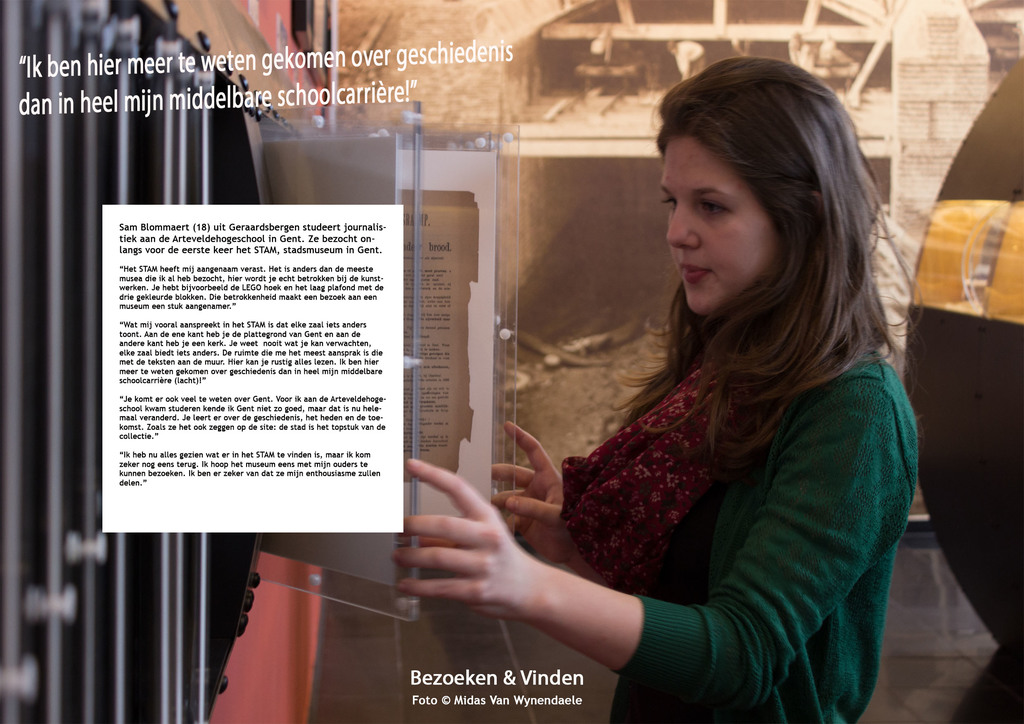 “Ik ben hier meer te weten gekomen over geschiedenis
dan in heel mijn middelbare schoolcarrière!”
Sam Blommaert (18) uit Geraardsbergen studeert journalis-
tiek aan de Arteveldehogeschool in Gent. Ze bezocht on-
langs voor de eerste keer het STAM, stadsmuseum in Gent.
“Het STAM heeft mij aangenaam verast. Het is anders dan de meeste
musea die ik al heb bezocht, hier wordt je echt betrokken bij de kunst-
werken. Je hebt bijvoorbeeld de LEGO hoek en het laag plafond met de
drie gekleurde blokken. Die betrokkenheid maakt een bezoek aan een
museum een stuk aangenamer.”
“Wat mij vooral aanspreekt in het STAM is dat elke zaal iets anders
toont. Aan de ene kant heb je de plattegrond van Gent en aan de
andere kant heb je een kerk. Je weet nooit wat je kan verwachten,
elke zaal biedt iets anders. De ruimte die me het meest aansprak is die
met de teksten aan de muur. Hier kan je rustig alles lezen. Ik ben hier
meer te weten gekomen over geschiedenis dan in heel mijn middelbare
schoolcarrière (lacht)!”
“Je komt er ook veel te weten over Gent. Voor ik aan de Arteveldehoge-
school kwam studeren kende ik Gent niet zo goed, maar dat is nu hele-
maal veranderd. Je leert er over de geschiedenis, het heden en de toe-
komst. Zoals ze het ook zeggen op de site: de stad is het topstuk van de
collectie.”
“Ik heb nu alles gezien wat er in het STAM te vinden is, maar ik kom
zeker nog eens terug. Ik hoop het museum eens met mijn ouders te
kunnen bezoeken. Ik ben er zeker van dat ze mijn enthousiasme zullen
delen.”
brood.
Bezoeken & Vinden
Foto © Midas Van Wynendaele